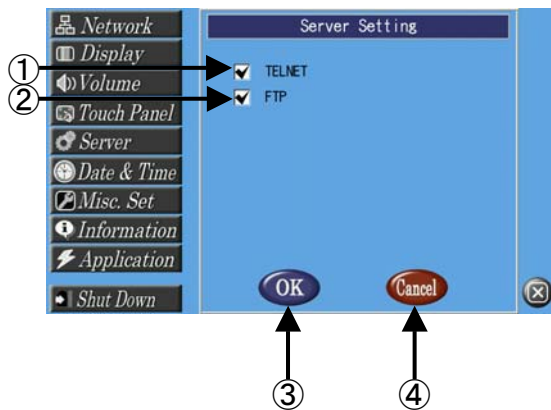 Network
Display
Volume
Touch Panel
Server
Date & Time
Misc. Set
Information
Application
Shut Down
Server Setting
① TELNET
② FTP
OK
Cancel
③
④